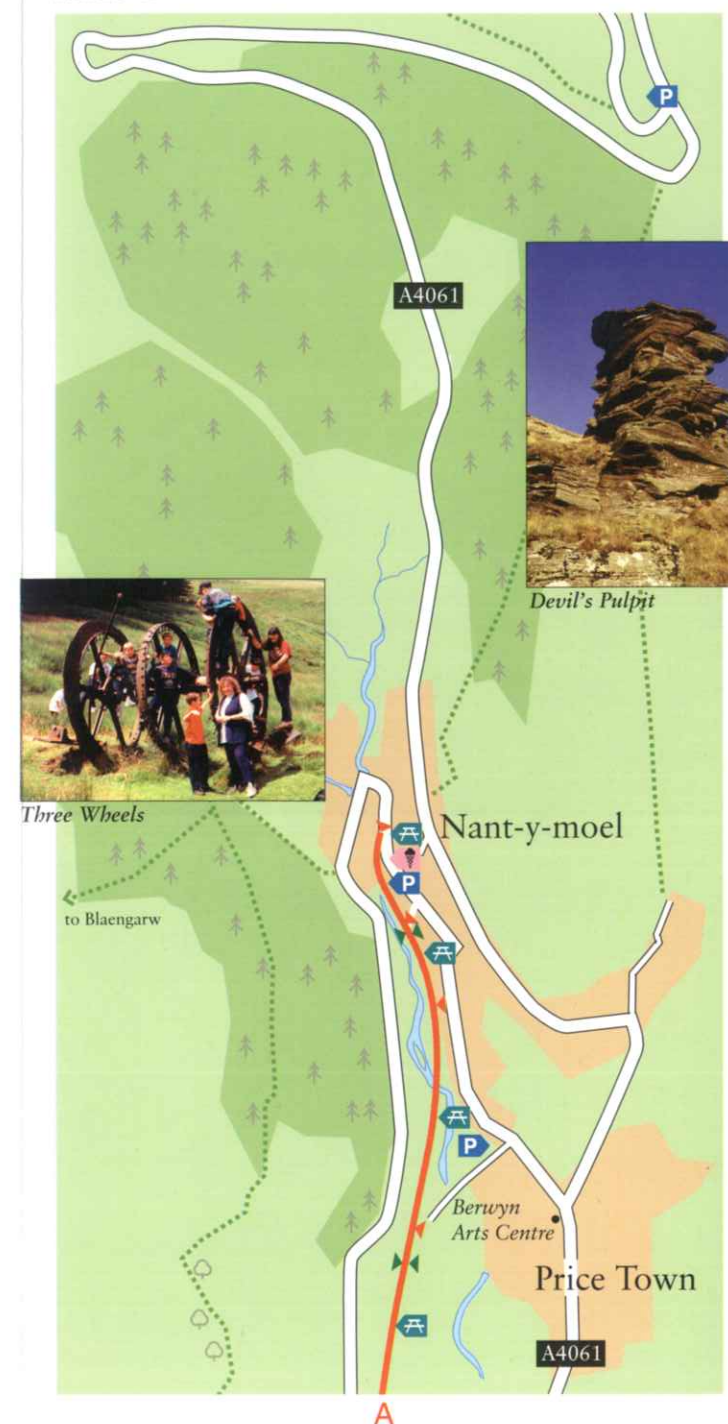 P
A4061
Devil's Pulpit
Three Wheels
Nant-y-moel
P
to Blaengarw
P
Berwyn
Arts Centre
Price Town
A4061
A